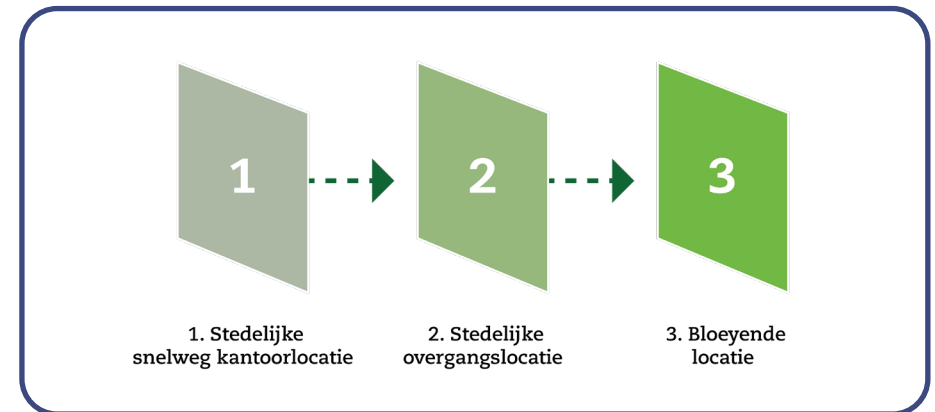 1
2
3
1. Stedelijke
snelweg kantoorlocatie
2. Stedelijke
overgangslocatie
3. Bloeyende
locatie